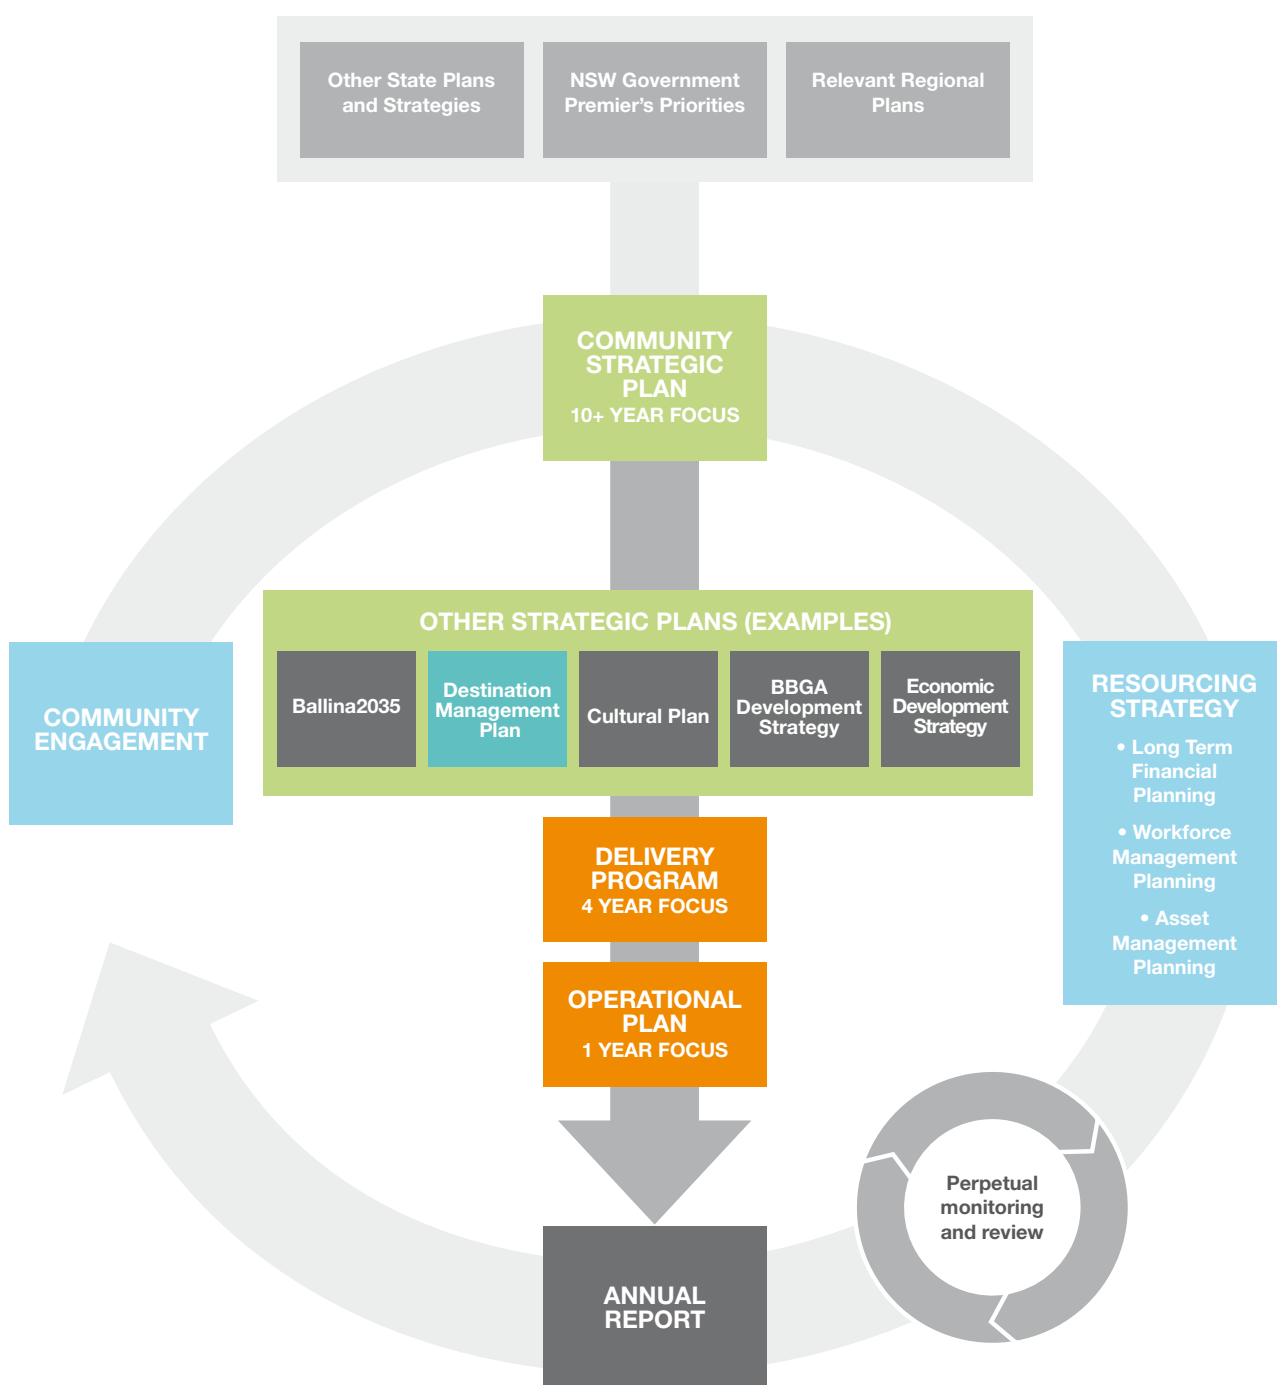 Other State Plans
and Strategies
NSW Government
Premier’s Priorities
Relevant Regional
Plans
COMMUNITY
STRATEGIC
PLAN
10+ YEAR FOCUS
OTHER STRATEGIC PLANS (EXAMPLES)
Ballina2035
Destination
Management
Plan
Cultural Plan
BBGA
Development
Strategy
Economic
Development
Strategy
COMMUNITY
ENGAGEMENT
RESOURCING
STRATEGY
• Long Term
Financial
Planning
• Workforce
Management
Planning
• Asset
Management
Planning
DELIVERY
PROGRAM
4 YEAR FOCUS
OPERATIONAL
PLAN
1 YEAR FOCUS
Perpetual
monitoring
and review
ANNUAL
REPORT